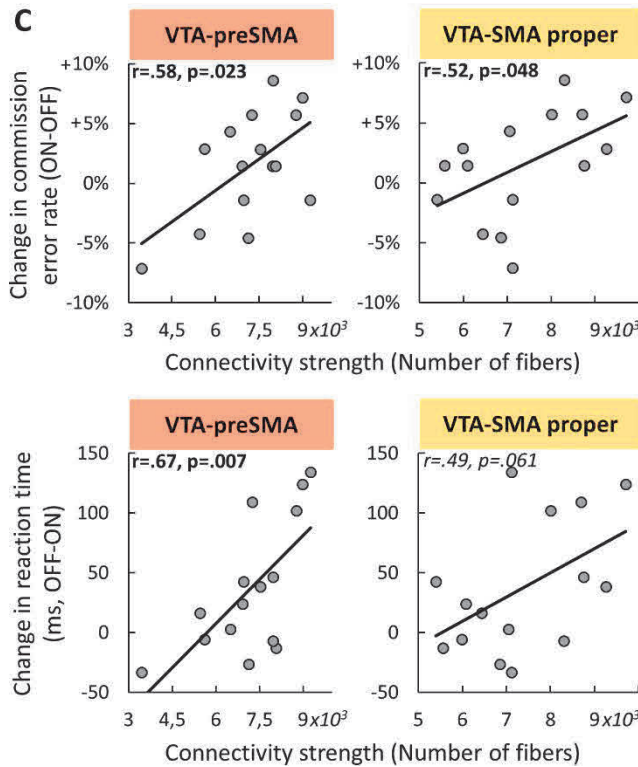 C
VTA-preSMA
VTA-SMA proper
r=.58, p=.023
r=.52, p=.048
Change in commission
error rate (ON-OFF)
+10%
+5%
0%
-5%
-10%
+10%
+5%
0%
-5%
-10%
3 4,5 6 7,5 9x10³
5 6 7 8 9x10³
Connectivity strength (Number of fibers)
VTA-preSMA
VTA-SMA proper
r=.67, p=.007
r=.49, p=.061
Change in reaction time
(ms, OFF-ON)
150
100
50
0
-50
150
100
50
0
-50
3 4,5 6 7,5 9x10³
5 6 7 8 9x10³
Connectivity strength (Number of fibers)